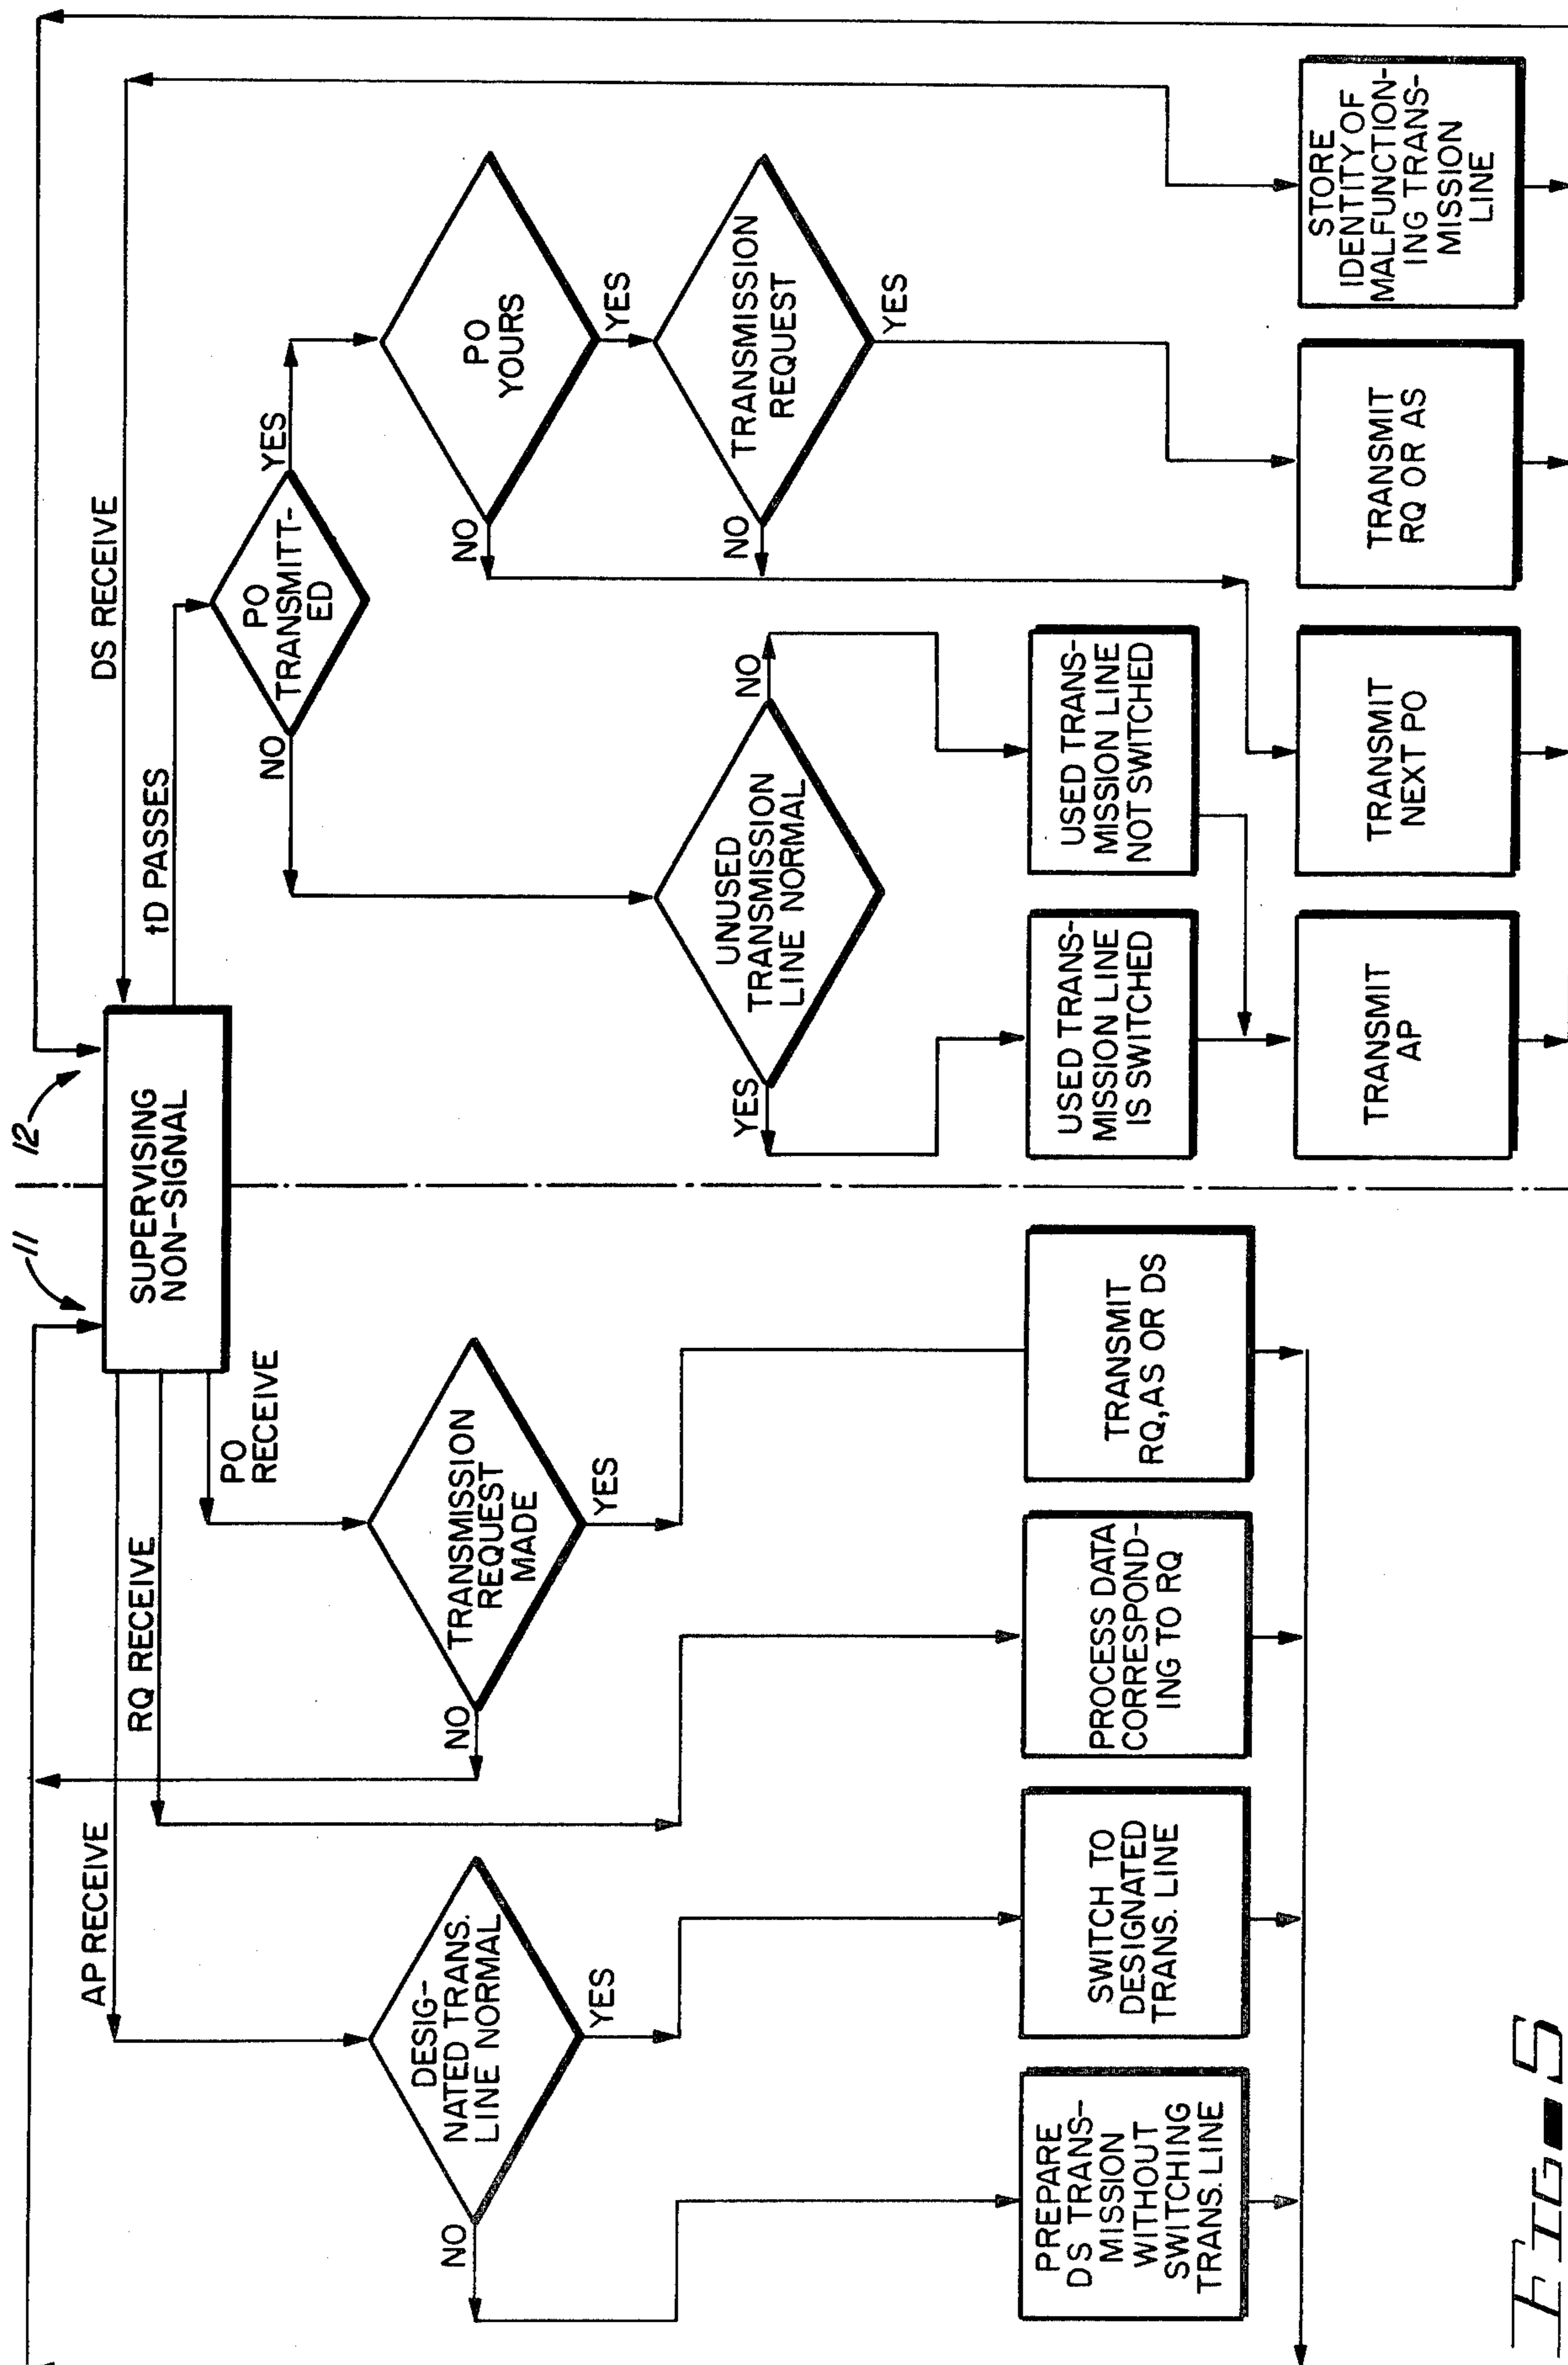 11
12
SUPERVISING
NON-SIGNAL
AP RECEIVE
RQ RECEIVE
PO
RECEIVE
tD PASSES
DS RECEIVE
DESIG-
NATED TRANS.
LINE NORMAL
NO
YES
TRANSMISSION
REQUEST
MADE
NO
YES
PO
TRANSMITT-
ED
NO
YES
PO
YOURS
NO
YES
TRANSMISSION
REQUEST
NO
YES
UNUSED
TRANSMISSION
LINE NORMAL
YES
NO
USED TRANS-
MISSION LINE
IS SWITCHED
USED TRANS-
MISSION LINE
NOT SWITCHED
PREPARE
DS TRANS-
MISSION
WITHOUT
SWITCHING
TRANS. LINE
SWITCH TO
DESIGNATED
TRANS. LINE
PROCESS DATA
CORRESPOND-
ING TO RQ
TRANSMIT
RQ, AS OR DS
TRANSMIT
AP
TRANSMIT
NEXT PO
TRANSMIT
RQ OR AS
STORE
IDENTITY OF
MALFUNCTION-
ING TRANS-
MISSION
LINE
FIG-5